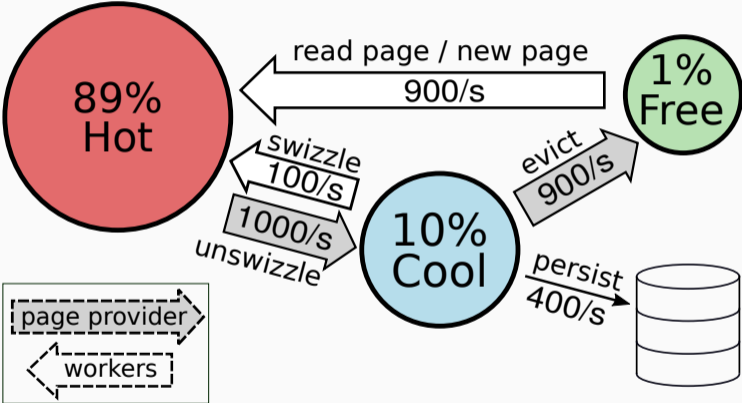 read page / new page
900/s
89%
Hot
1%
Free
swizzle
100/s
1000/s
unswizzle
10%
Cool
evict
900/s
persist
400/s
page provider
workers